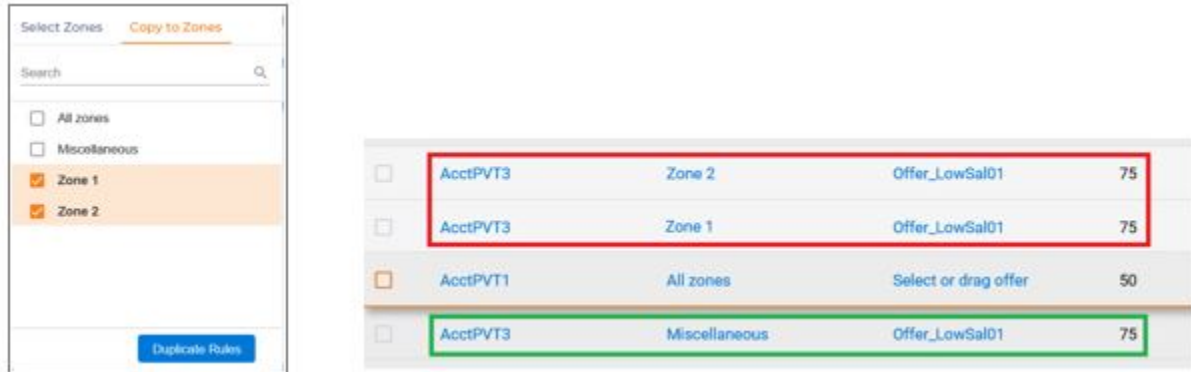 Select Zones Copy to Zones
Search
All zones
Miscellaneous
Zone 1
Zone 2
Duplicate Rules
AcctPVT3 Zone 2 Offer_LowSal01 75
AcctPVT3 Zone 1 Offer_LowSal01 75
AcctPVT1 All zones Select or drag offer 50
AcctPVT3 Miscellaneous Offer_LowSal01 75